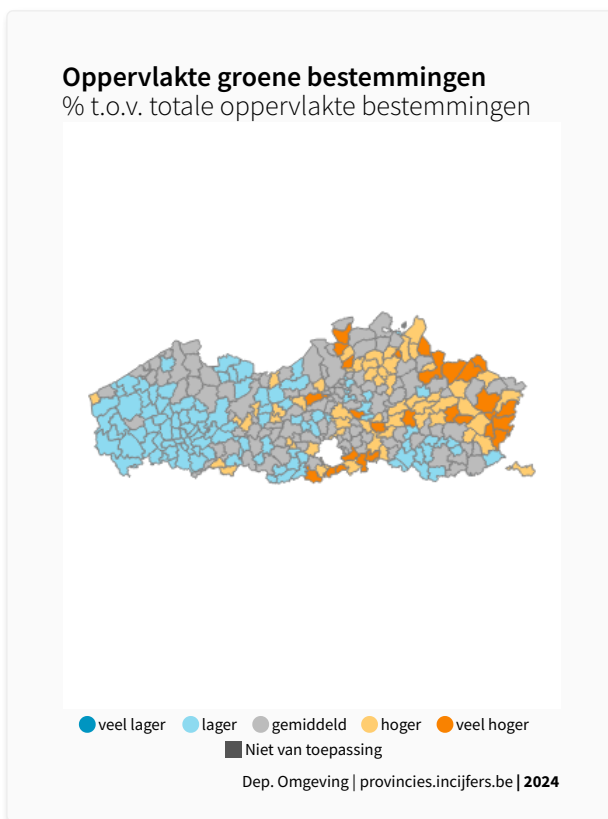 Oppervlakte groene bestemmingen
% t.o.v. totale oppervlakte bestemmingen
veel lager lager gemiddeld hoger veel hoger
Niet van toepassing
Dep. Omgeving | provincies.incijfers.be | 2024